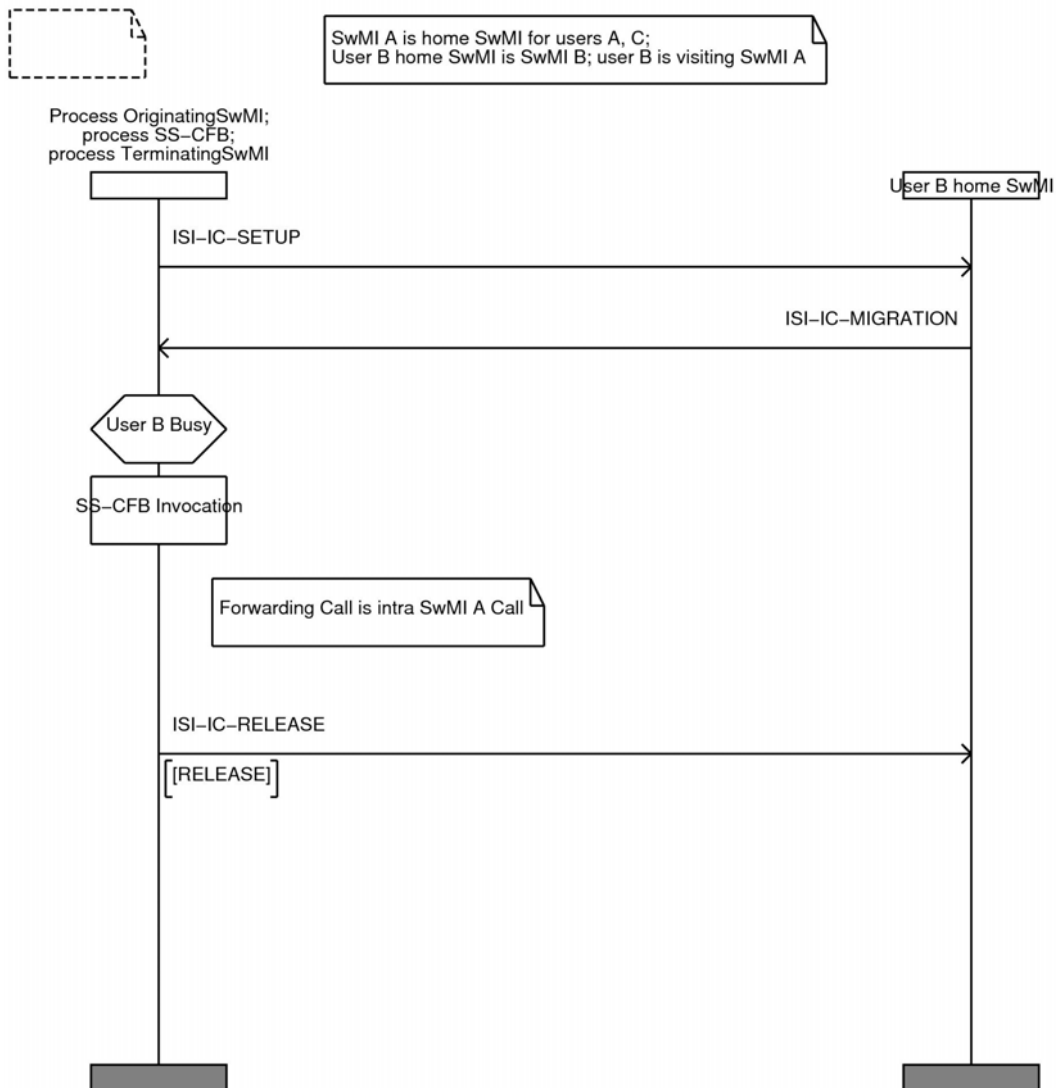 SwMI A is home SwMI for users A, C;
User B home SwMI is SwMI B; user B is visiting SwMI A
Process OriginatingSwMI;
process SS-CFB;
process TerminatingSwMI
User B home SwMI
ISI-IC-SETUP
ISI-IC-MIGRATION
User B Busy
SS-CFB Invocation
Forwarding Call is intra SwMI A Call
ISI-IC-RELEASE
[RELEASE]